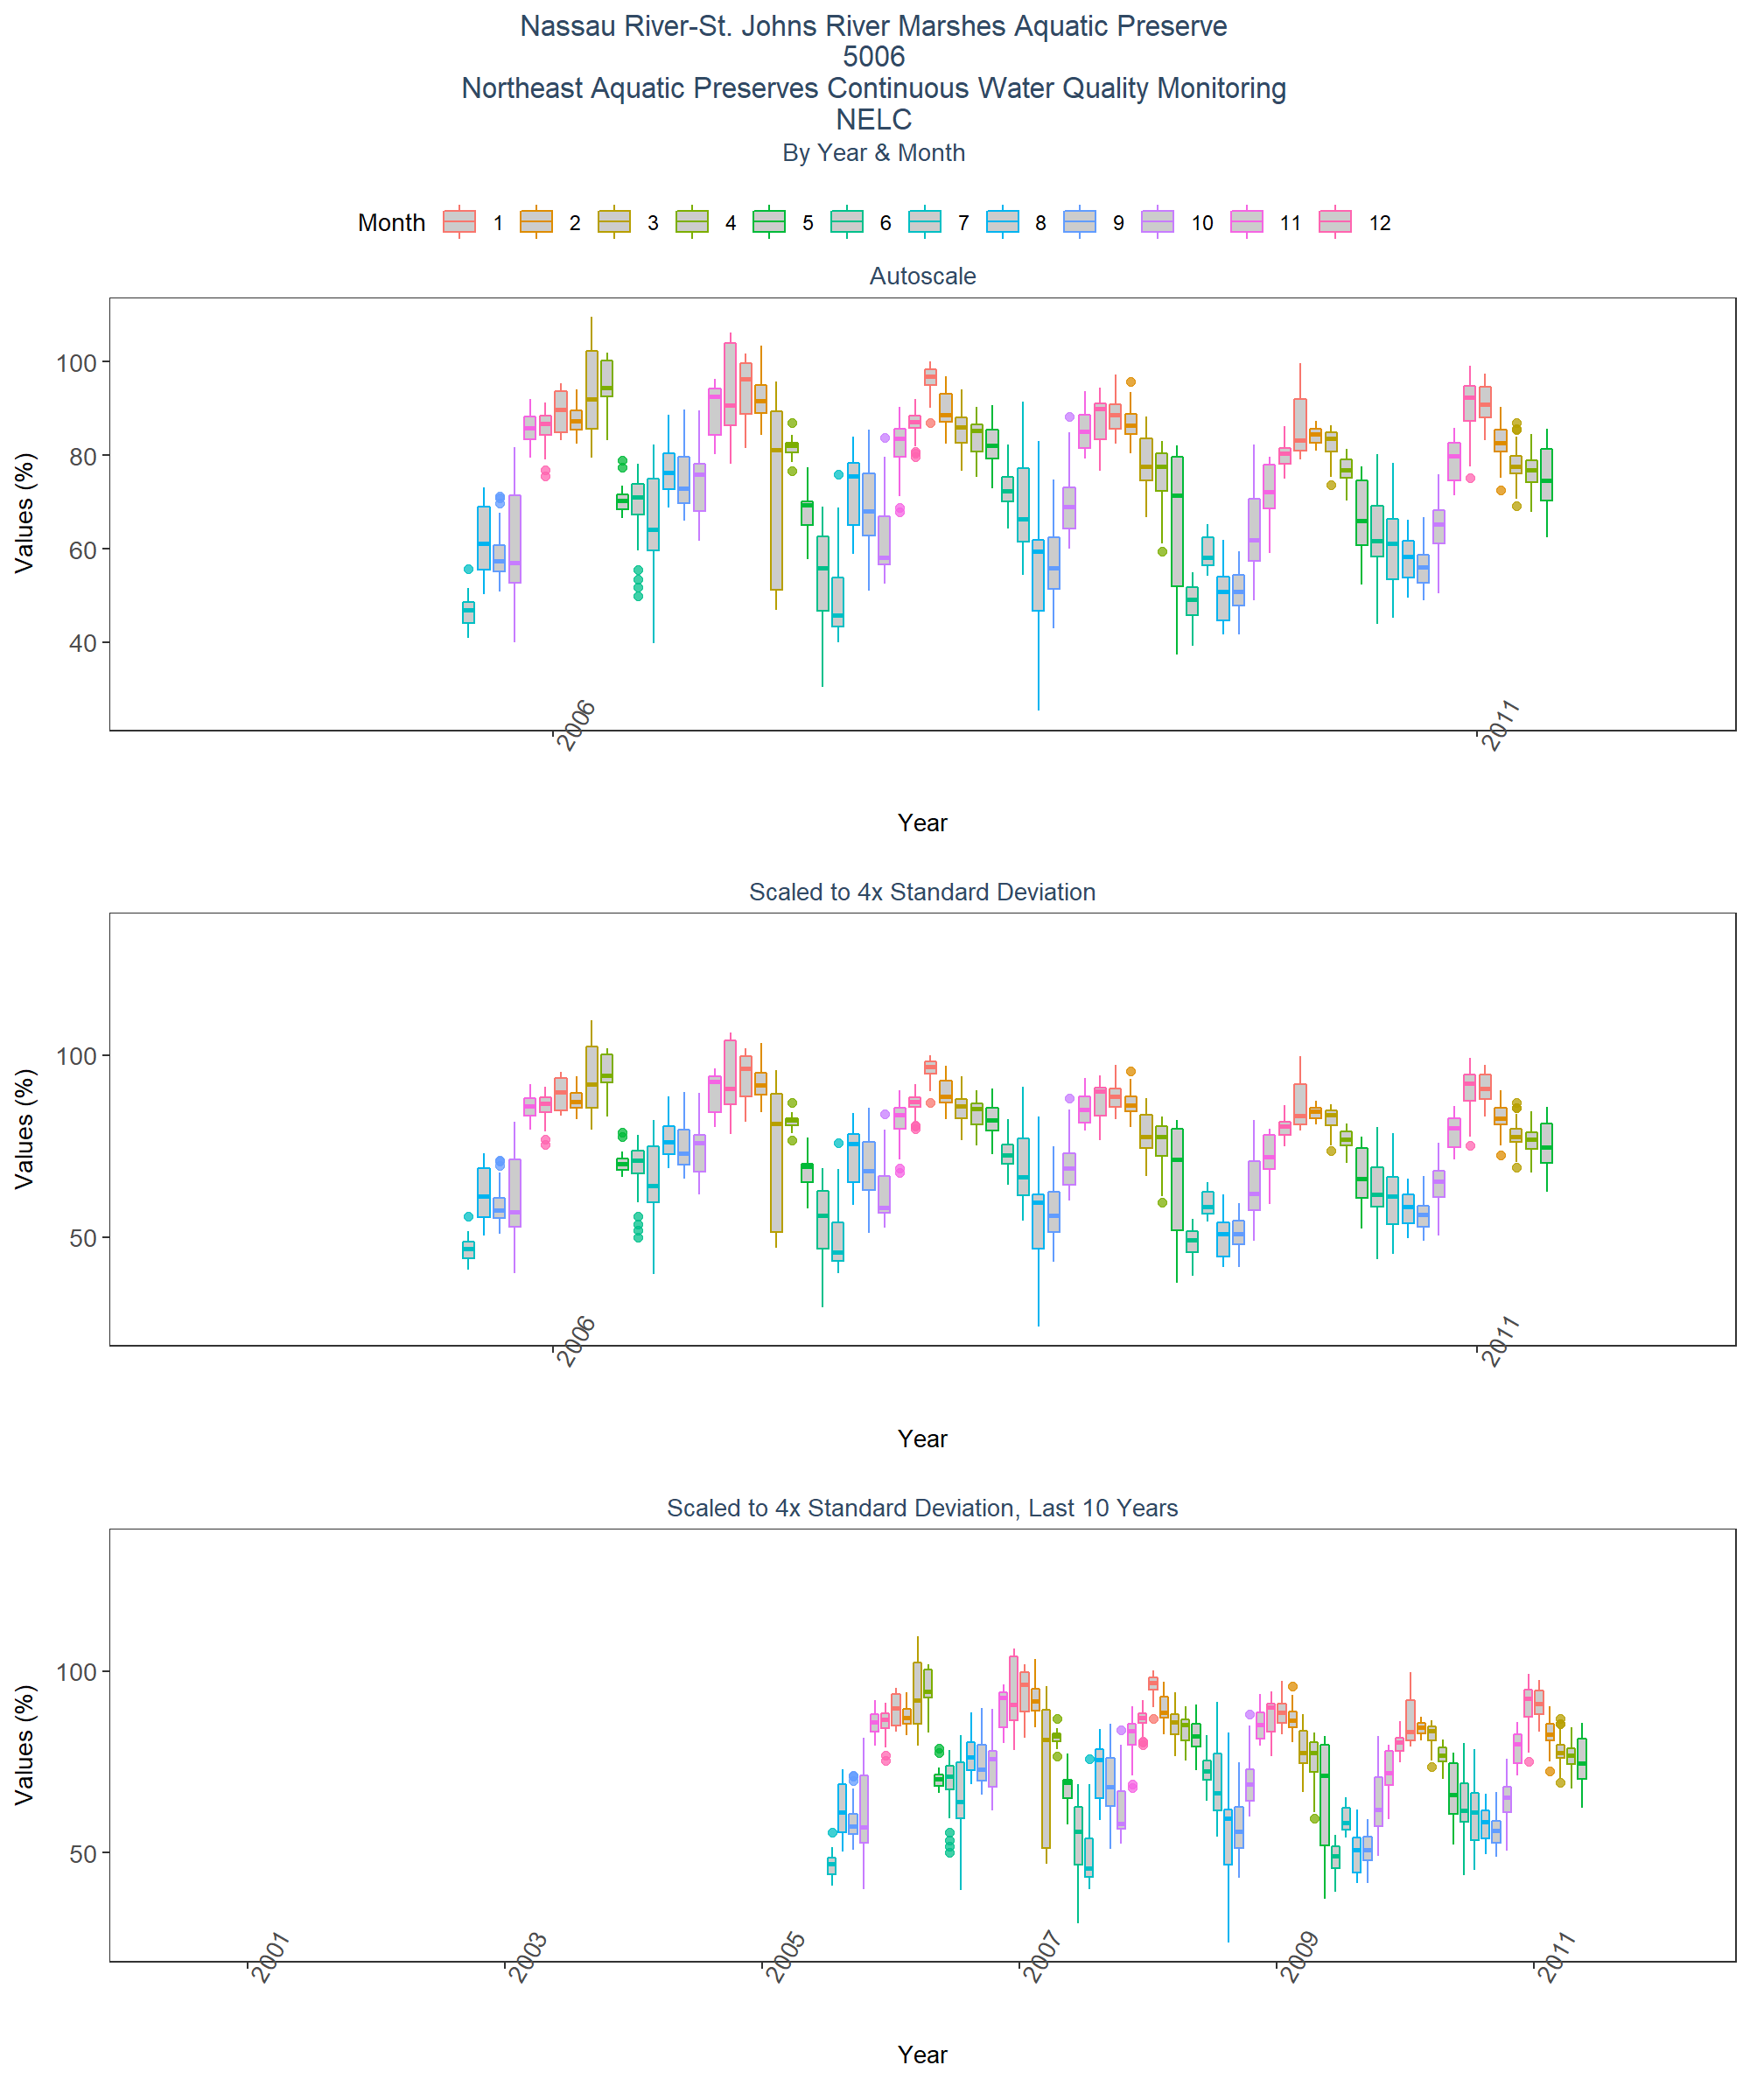 Nassau River-St. Johns River Marshes Aquatic Preserve
5006
Northeast Aquatic Preserves Continuous Water Quality Monitoring
NELC
By Year & Month
Month 1 2 3 4 5 6 7 8 9 10 11 12
Autoscale
Values (%)
100
80
60
40
2006 2011
Year
Scaled to 4x Standard Deviation
Values (%)
100
50
2006 2011
Year
Scaled to 4x Standard Deviation, Last 10 Years
Values (%)
100
50
2001 2003 2005 2007 2009 2011
Year